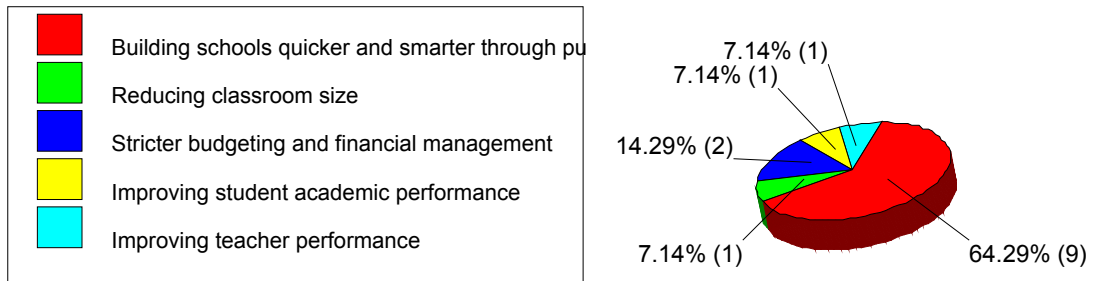 Building schools quicker and smarter through pu
Reducing classroom size
Stricter budgeting and financial management
Improving student academic performance
Improving teacher performance
7.14% (1)
7.14% (1)
14.29% (2)
7.14% (1)
64.29% (9)